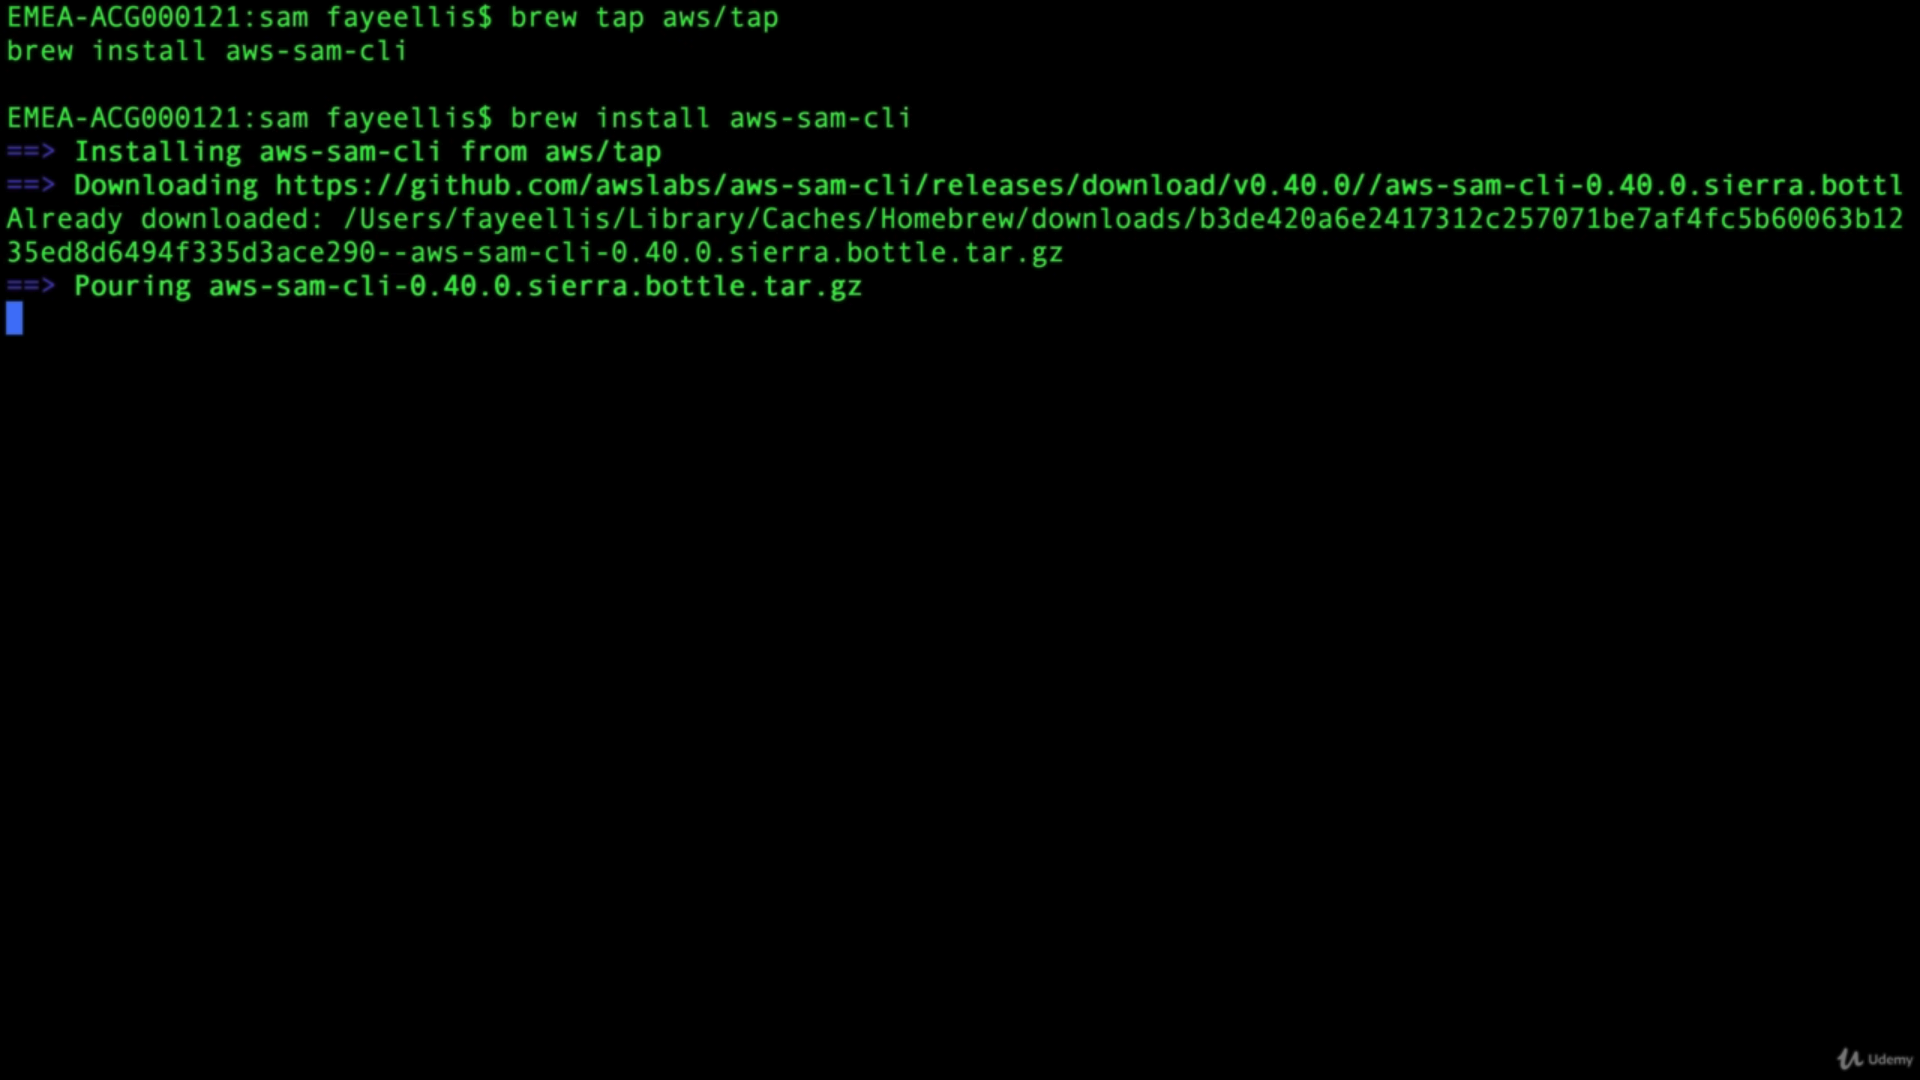 EMEA-ACG000121:sam fayeellis$ brew tap aws/tap
brew install aws-sam-cli
EMEA-ACG000121:sam fayeellis$ brew install aws-sam-cli
==> Installing aws-sam-cli from aws/tap
==> Downloading https://github.com/awslabs/aws-sam-cli/releases/download/v0.40.0//aws-sam-cli-0.40.0.sierra.bottl
Already downloaded: /Users/fayeellis/Library/Caches/Homebrew/downloads/b3de420a6e2417312c257071be7af4fc5b60063b12
35ed8d6494f335d3ace290--aws-sam-cli-0.40.0.sierra.bottle.tar.gz
==> Pouring aws-sam-cli-0.40.0.sierra.bottle.tar.gz
Udemy